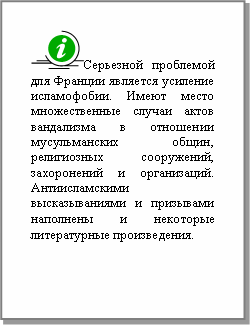 Серьезной проблемой
для Франции является усиление
исламофобии. Имеют место
множественные случаи актов
вандализма в отношении
мусульманских общин,
религиозных сооружений,
захоронений и организаций.
Антиисламскими
высказываниями и призывами
наполнены и некоторые
литературные произведения.